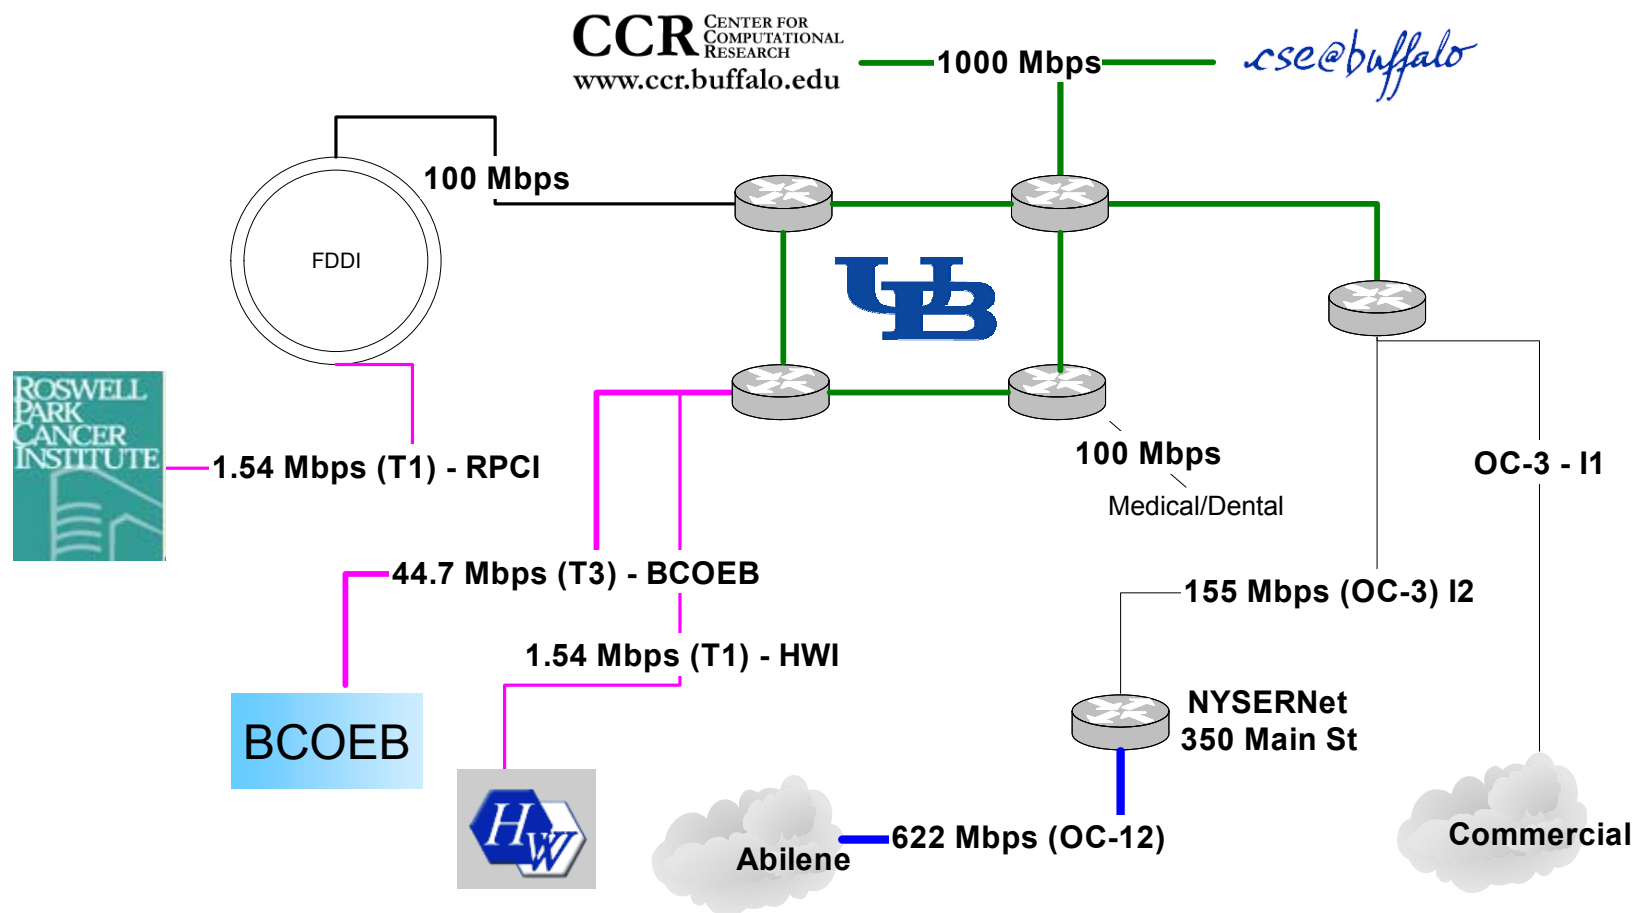 CCR CENTER FOR
COMPUTATIONAL
RESEARCH
www.ccr.buffalo.edu
1000 Mbps
cse@buffalo
100 Mbps
FDDI
UB
ROSWELL
PARK
CANCER
INSTITUTE
1.54 Mbps (T1) - RPCI
100 Mbps
Medical/Dental
OC-3 - I1
44.7 Mbps (T3) - BCOEB
155 Mbps (OC-3) I2
1.54 Mbps (T1) - HWI
BCOEB
NYSERNet
350 Main St
HW
Abilene
622 Mbps (OC-12)
Commercial